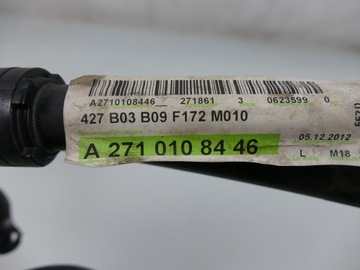 A2710108446 271861 3 0623599 0
427 B03 B09 F172 M010
05.12.2012
A 271 010 84 46
L M18